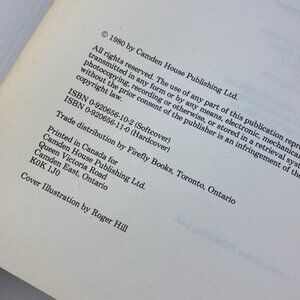 © 1980 by Camden House Publishing Ltd.
All rights reserved. The use of any part of this publication repr
transmitted in any form or by any means, electronic, mechanical
photocopying, recording or otherwise, or stored in a retrieval syste
without the prior consent of the publisher is an infringement of the
copyright law.
ISBN 0-920656-10-2 (Softcover)
ISBN 0-920656-11-0 (Hardcover)
Trade distribution by Firefly Books, Toronto, Ontario
Printed in Canada for
Camden House Publishing Ltd.
Queen Victoria Road
Camden East, Ontario
K0K 1J0
Cover Illustration by Roger Hill